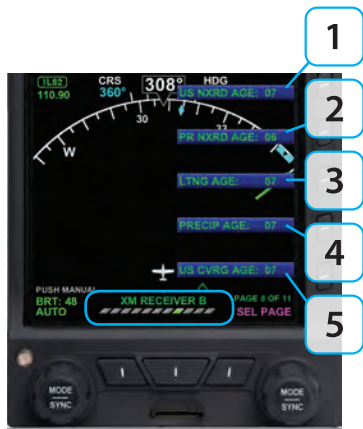 1
ILS2 CRS 308° HDG
110.90 360° US NXRD AGE: 07
2
30 33 PR NXRD AGE: 06
W
3
LTNG AGE: 07
PRECIP AGE: 07
4
US CVRG AGE: 07
5
PUSH MANUAL
BRT: 48 XM RECEIVER B PAGE 8 OF 11
AUTO SEL PAGE
MODE MODE
SYNC SYNC